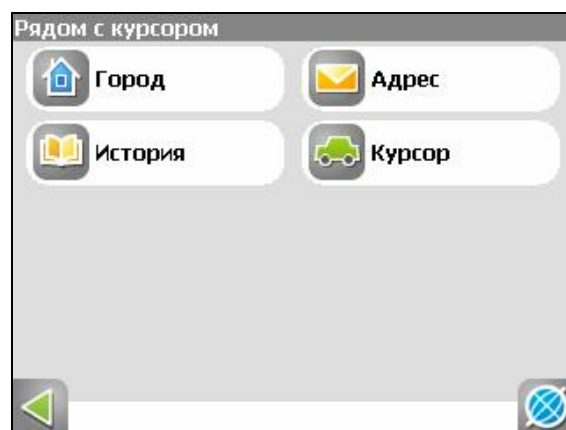 Рядом с курсором
Город
Адрес
История
Курсор